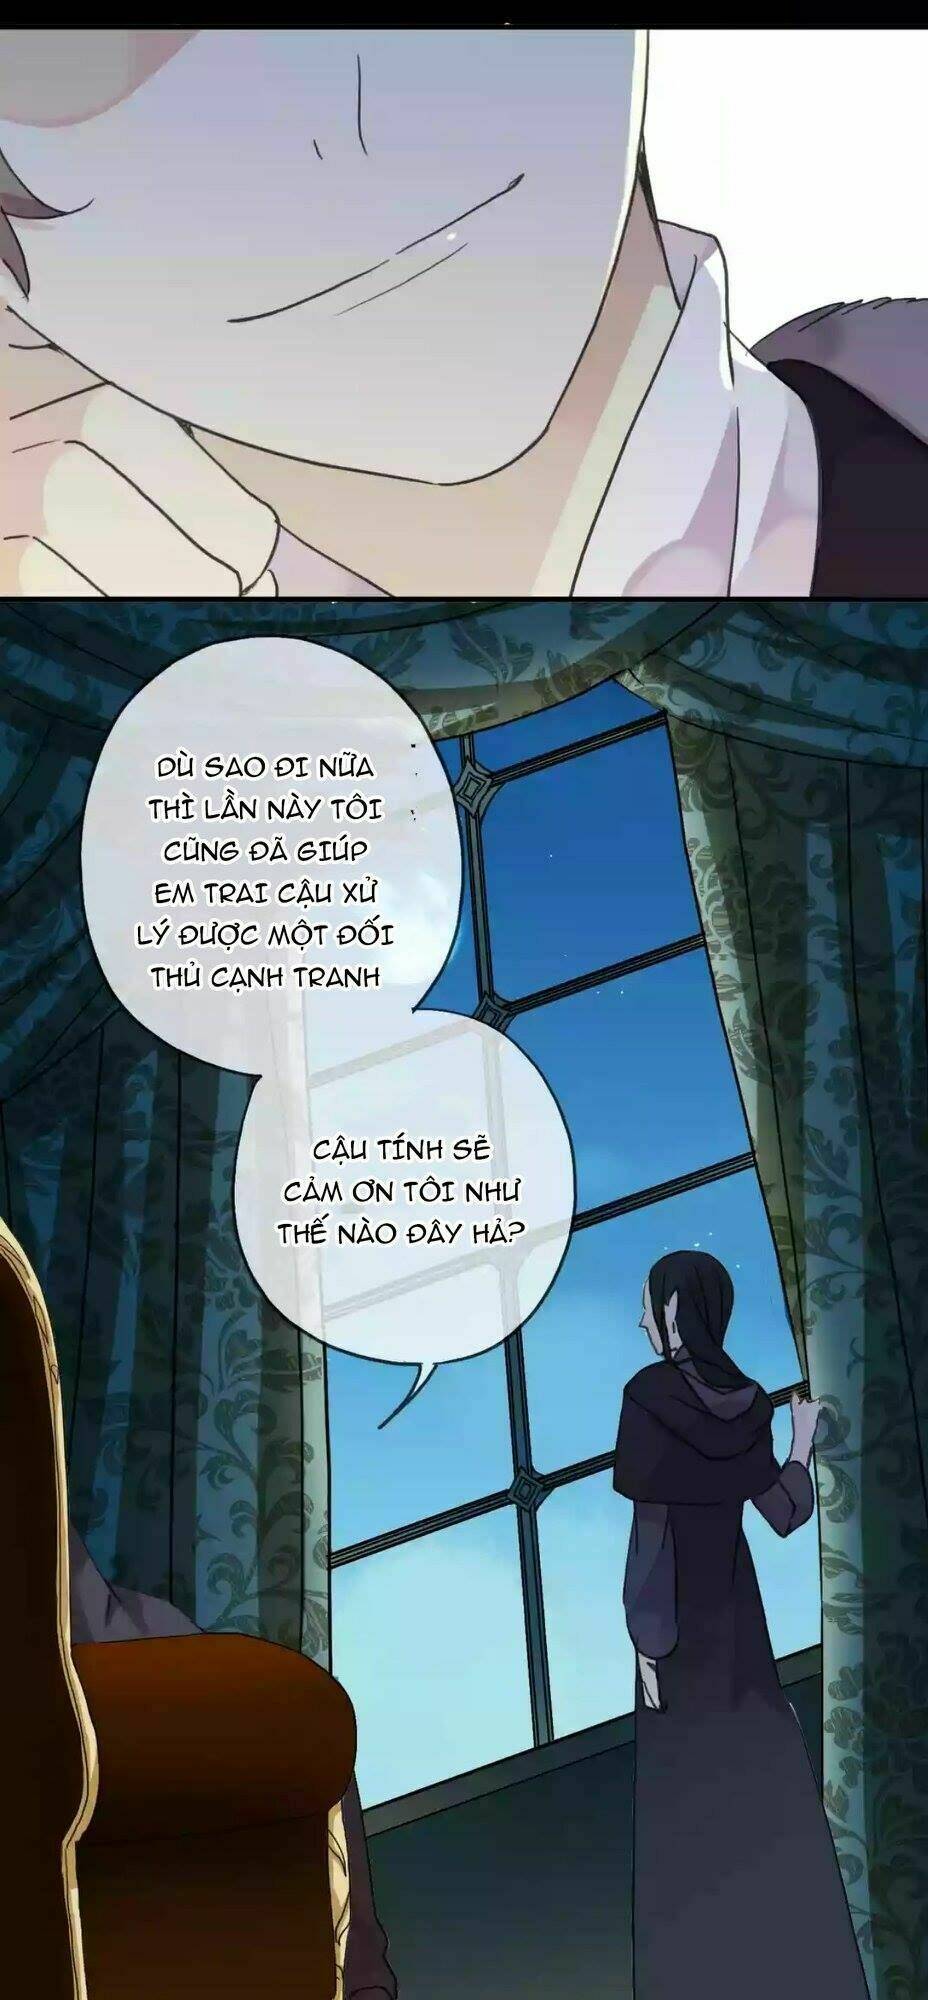 DÙ SAO ĐI NỮA
THÌ LẦN NÀY TÔI
CŨNG ĐÃ GIÚP
EM TRAI CẬU XỬ
LÝ ĐƯỢC MỘT ĐỐI
THỦ CẠNH TRANH
CẬU TÍNH SẼ
CẢM ƠN TÔI NHƯ
THẾ NÀO ĐÂY HẢ?